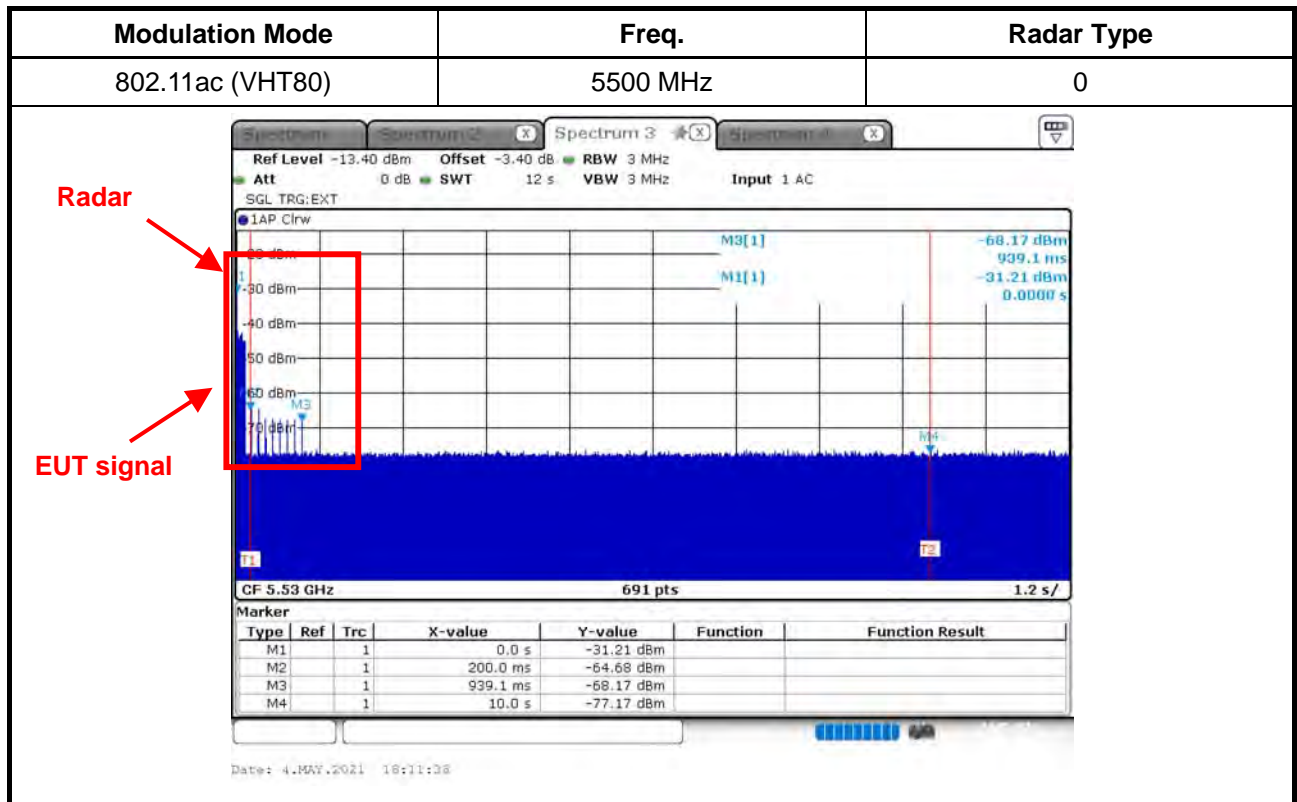 Modulation Mode Freq. Radar Type
802.11ac (VHT80) 5500 MHz 0
Spectrum Spectrum 2 X Spectrum 3 X Spectrum 4 X
Ref Level -13.40 dBm Offset -3.40 dB RBW 3 MHz
Att 0 dB SWT 12 s VBW 3 MHz Input 1 AC
SGL TRG:EXT
1AP Clrw
Radar
EUT signal
M3[1] -68.17 dBm
939.1 ms
M1[1] -31.21 dBm
0.0000 s
-30 dBm
-40 dBm
50 dBm
60 dBm
M3
70 dBm
M4
T1
T2
CF 5.53 GHz 691 pts 1.2 s/
Marker
Type Ref Trc X-value Y-value Function Function Result
M1 1 0.0 s -31.21 dBm
M2 1 200.0 ms -64.68 dBm
M3 1 939.1 ms -68.17 dBm
M4 1 10.0 s -77.17 dBm
Date: 4.MAY.2021 18:11:38